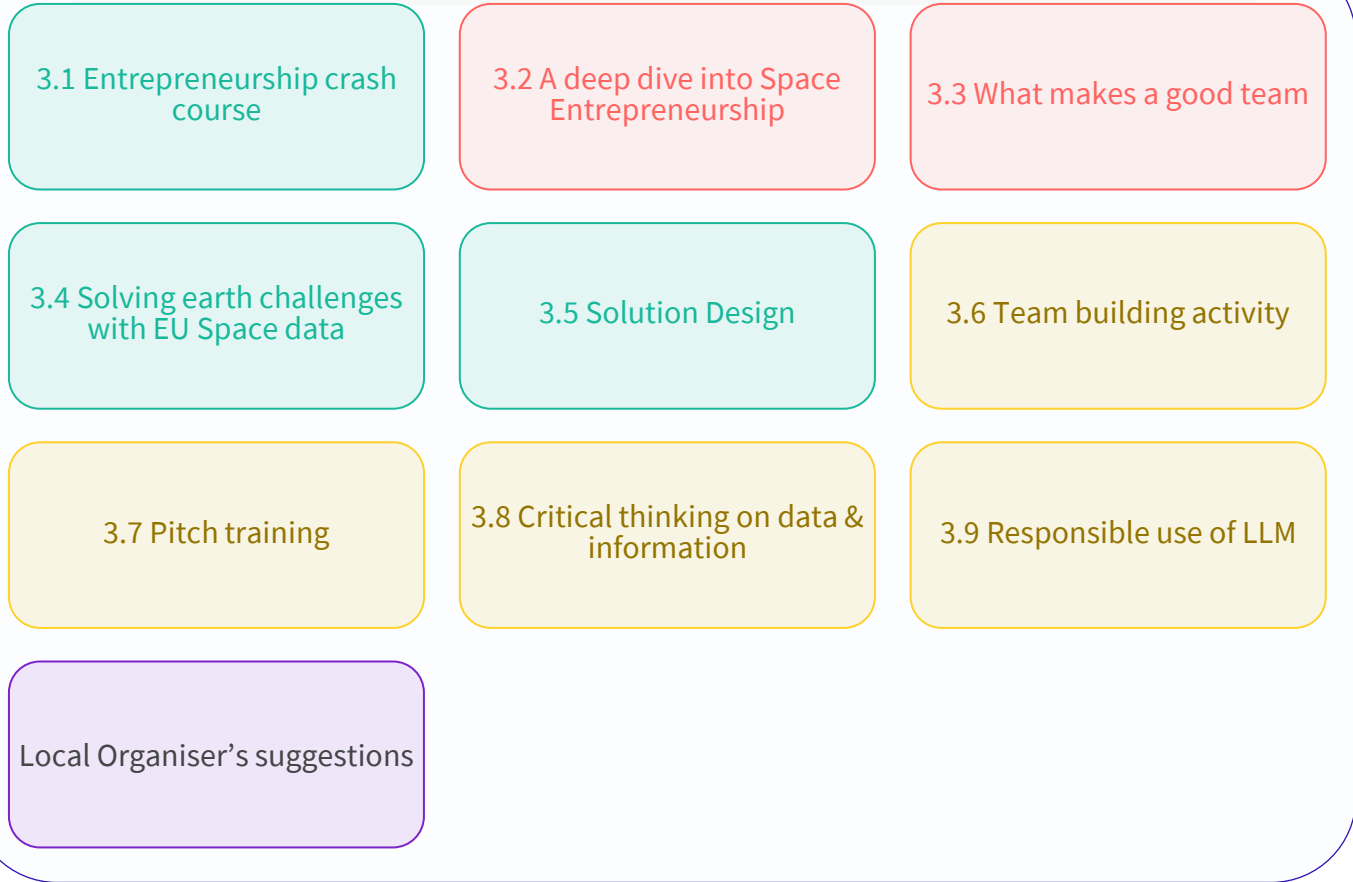 3.1 Entrepreneurship crash
course
3.2 A deep dive into Space
Entrepreneurship
3.3 What makes a good team
3.4 Solving earth challenges
with EU Space data
3.5 Solution Design
3.6 Team building activity
3.7 Pitch training
3.8 Critical thinking on data &
information
3.9 Responsible use of LLM
Local Organiser’s suggestions